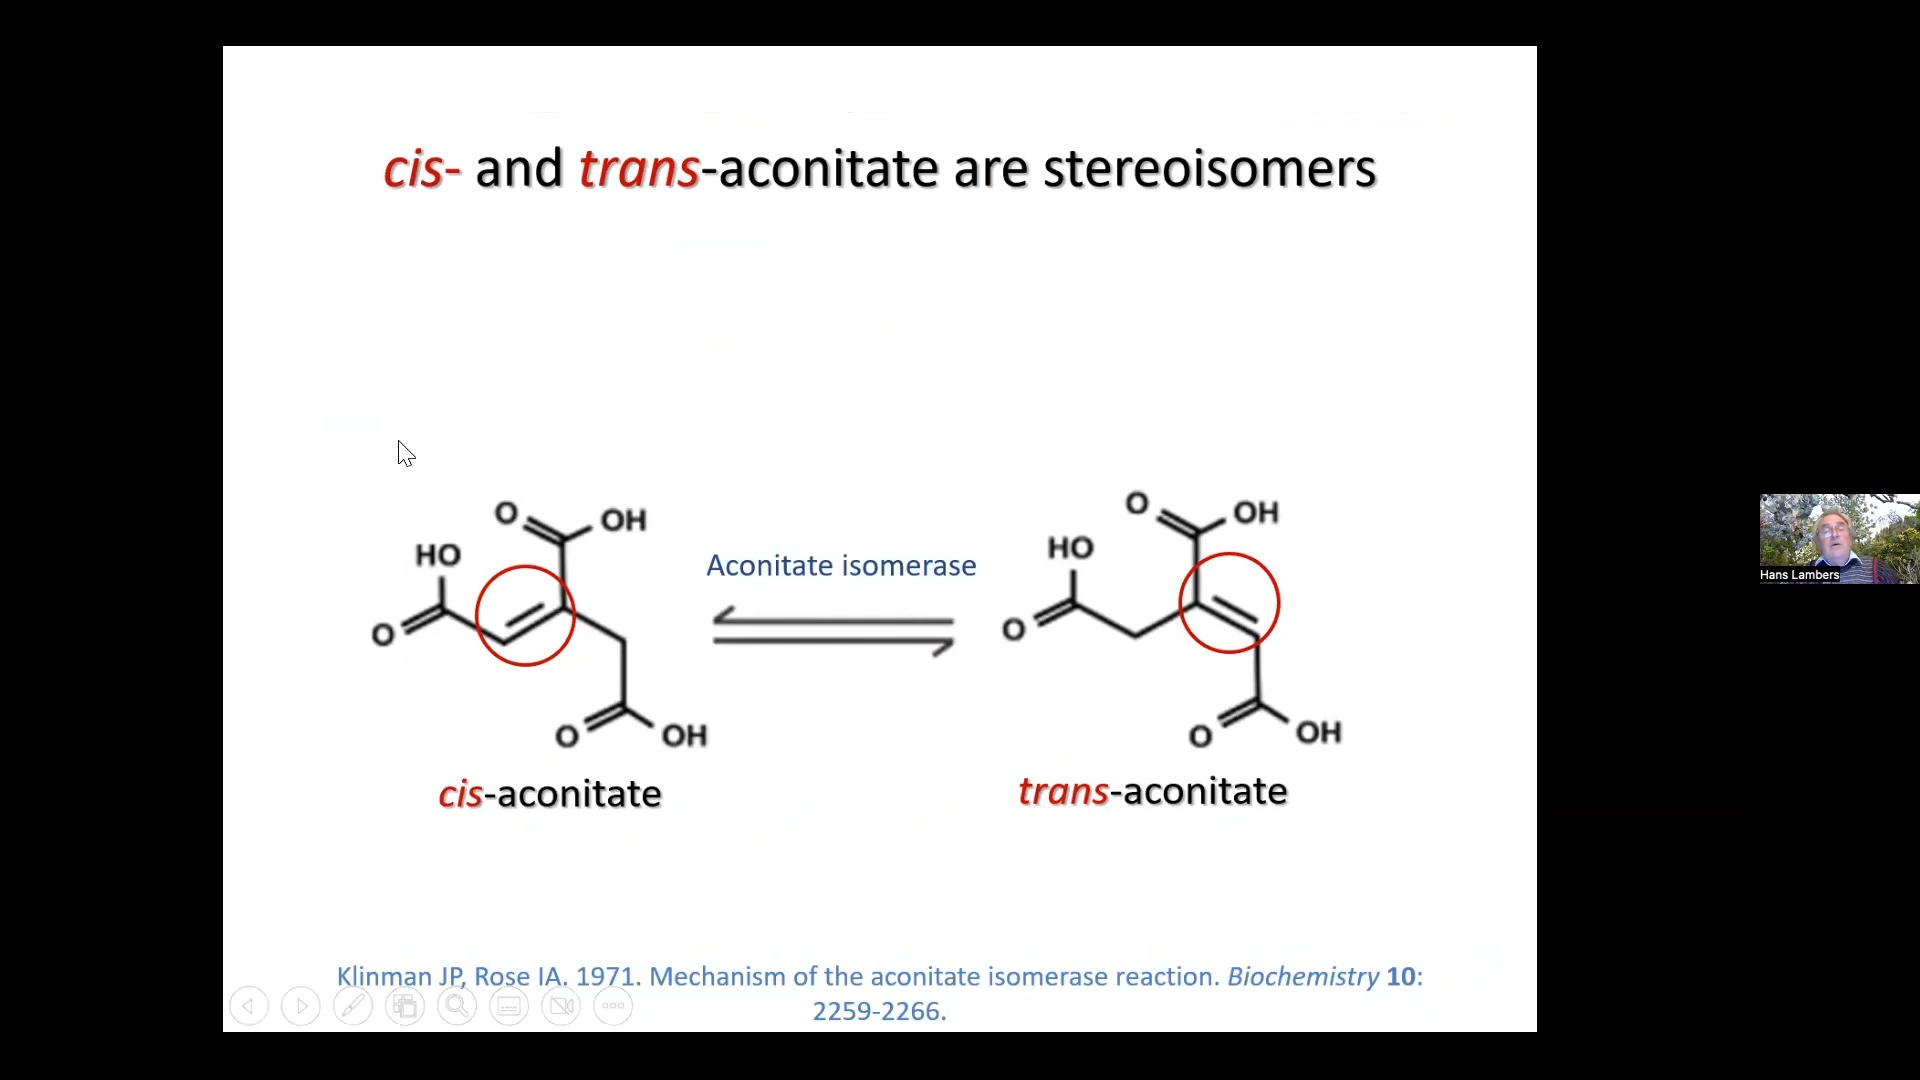 cis- and trans-aconitate are stereoisomers
O
OH
HO
O
O
OH
cis-aconitate
Aconitate isomerase
O
OH
HO
O
O
OH
trans-aconitate
Hans Lambers
Klinman JP, Rose IA. 1971. Mechanism of the aconitate isomerase reaction. Biochemistry 10:
2259-2266.